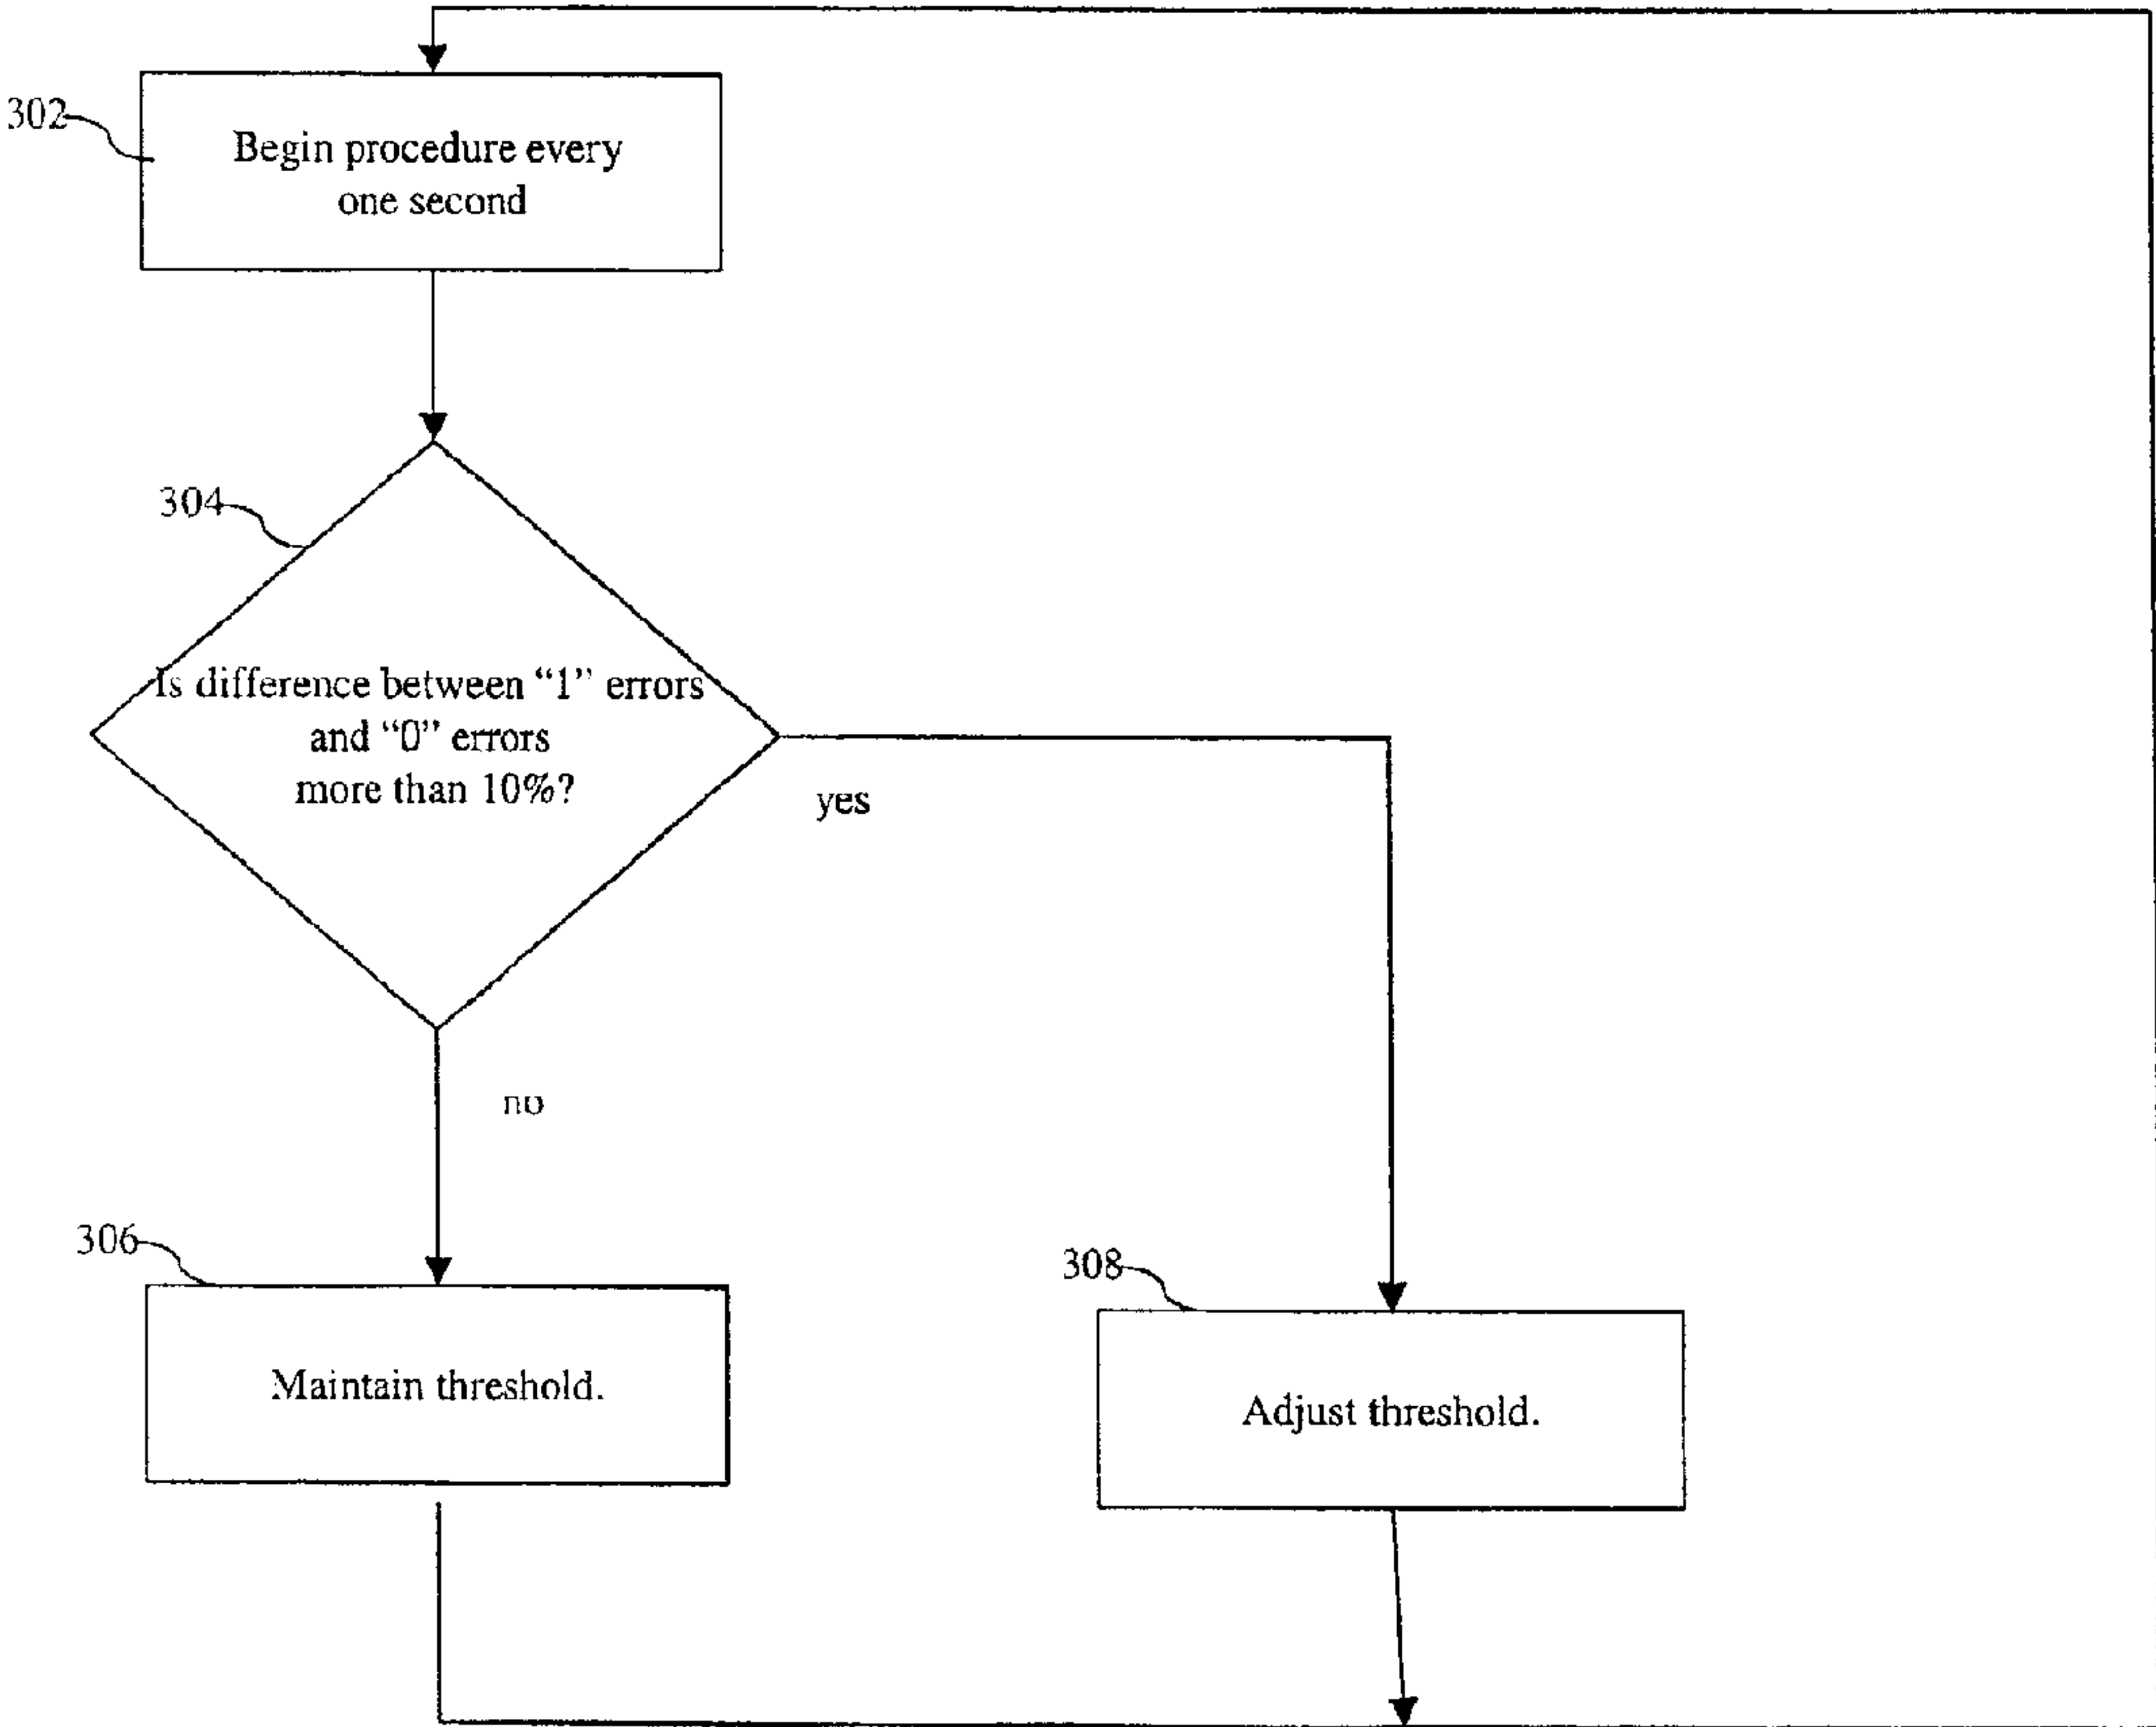 302
Begin procedure every
one second
304
Is difference between “1” errors
and “0” errors
more than 10%?
yes
no
306
Maintain threshold.
308
Adjust threshold.